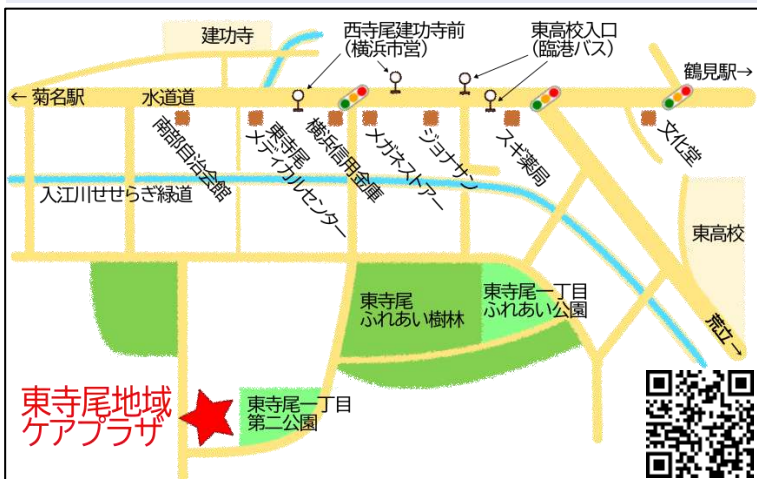 建功寺
西寺尾建功寺前
(横浜市営)
東高校入口
(臨港バス)
鶴見駅→
← 菊名駅
水道道
南部自治会館
東寺尾
メディカルセンター
横浜信用金庫
メガネストアー
ジョナサン
スギ薬局
文化堂
入江川せせらぎ緑道
東高校
東寺尾
ふれあい樹林
東寺尾一丁目
ふれあい公園
荒立→
東寺尾地域
ケアプラザ
東寺尾一丁目
第二公園